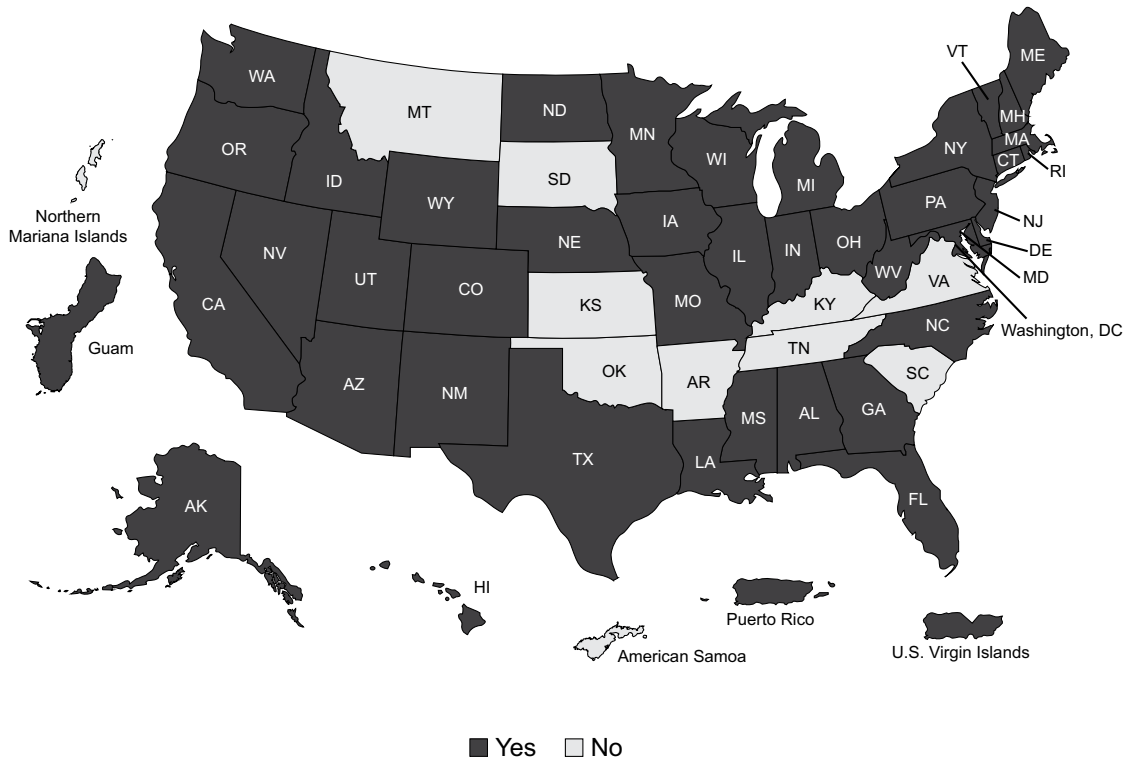 VT
ME
WA
MT
ND
MN
MH
MA
OR
NY
WI
CT
RI
ID
SD
MI
WY
PA
Northern
Mariana Islands
IA
NJ
NE
OH
DE
NV
IL
IN
UT
WV
MD
CO
VA
CA
KS
MO
KY
NC
Washington, DC
Guam
TN
OK
SC
AZ
AR
NM
GA
MS
AL
TX
LA
FL
AK
HI
Puerto Rico
American Samoa
U.S. Virgin Islands
Yes
No